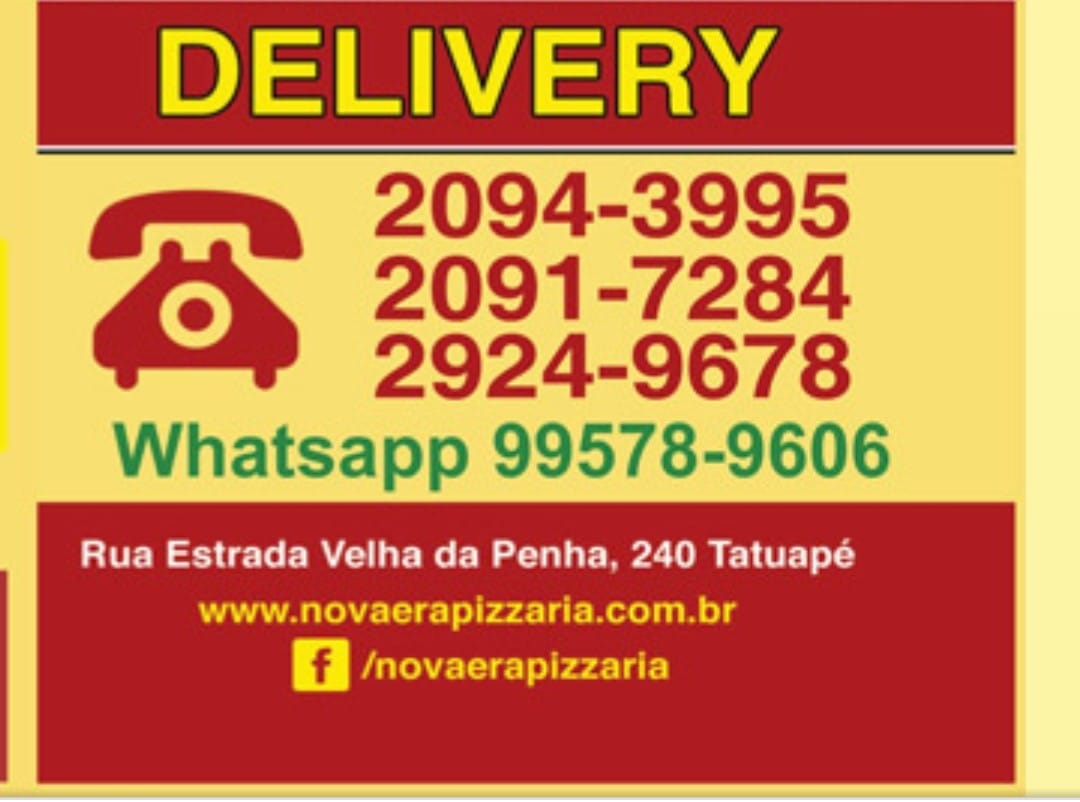 DELIVERY
2094-3995
2091-7284
2924-9678
Whatsapp 99578-9606
Rua Estrada Velha da Penha, 240 Tatuapé
www.novaerapizzaria.com.br
f /novaerapizzaria